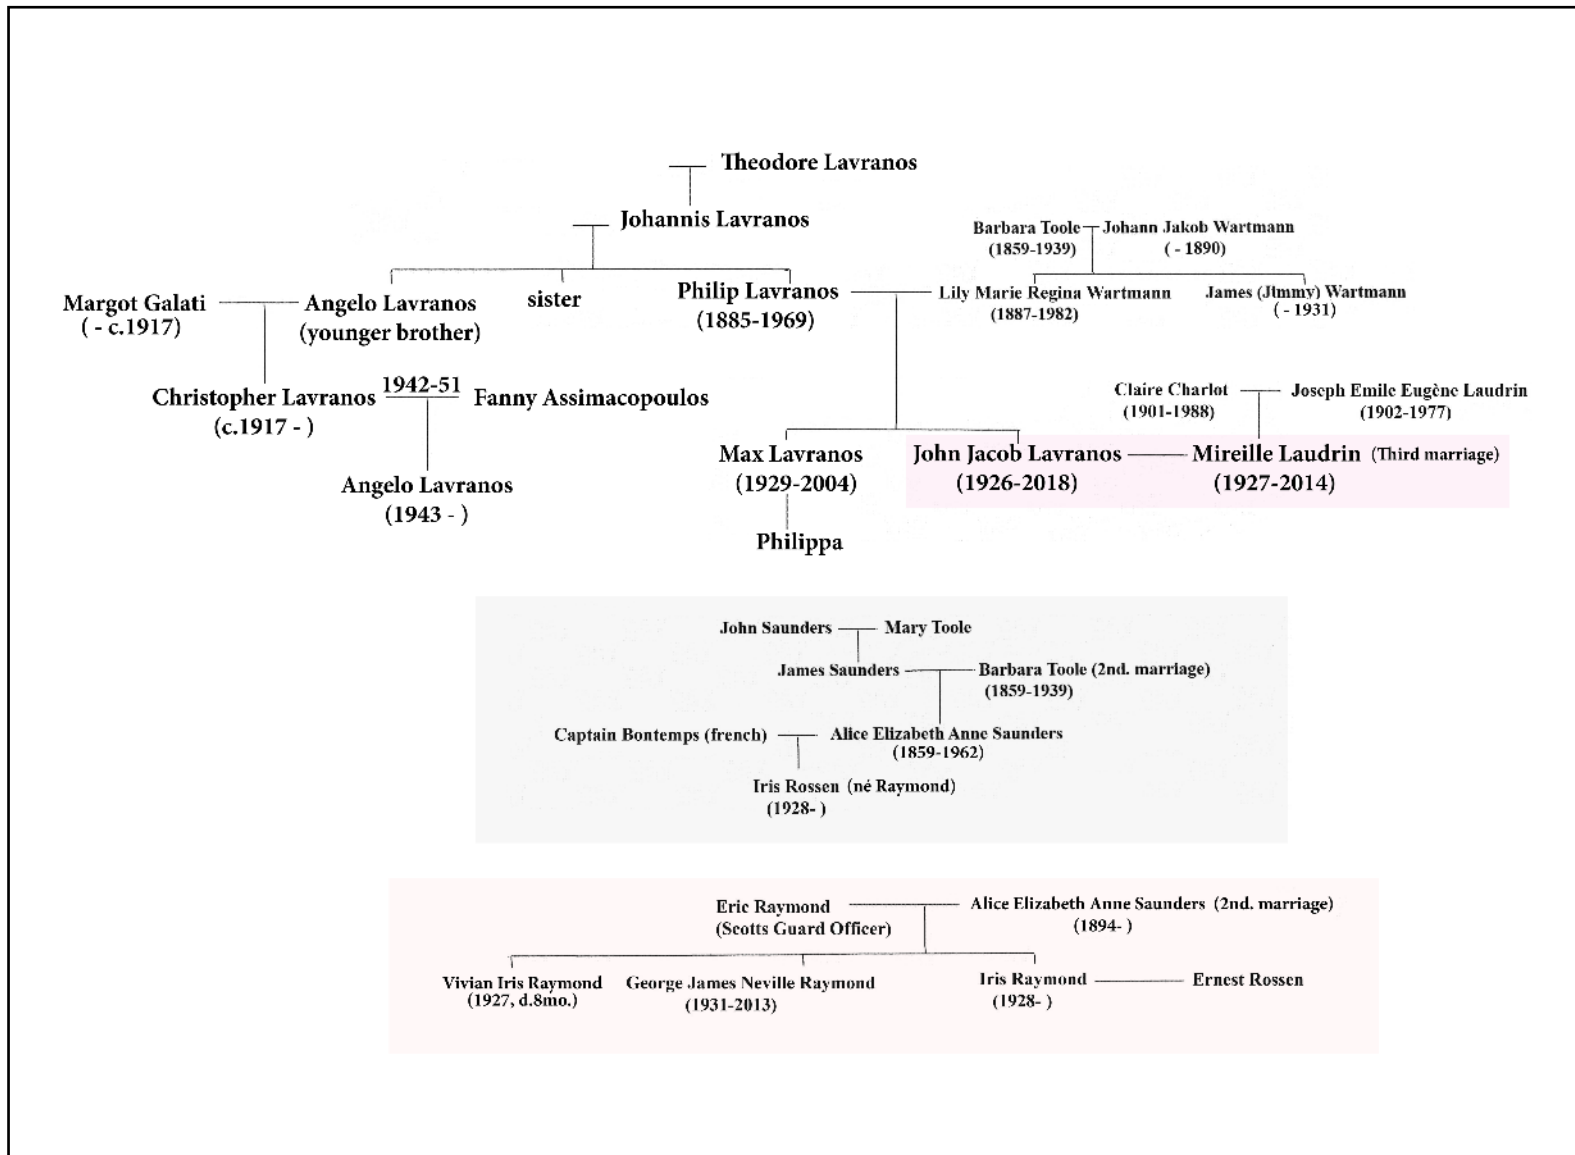 Theodore Lavranos
Johannis Lavranos
Barbara Toole
(1859-1939)
Johann Jakob Wartmann
( - 1890)
Margot Galati
( - c.1917)
Angelo Lavranos
(younger brother)
sister
Philip Lavranos
(1885-1969)
Lily Marie Regina Wartmann
(1887-1982)
James (Jimmy) Wartmann
( - 1931)
Christopher Lavranos
(c.1917 - )
1942-51
Fanny Assimacopoulos
Claire Charlot
(1901-1988)
Joseph Emile Eugène Laudrin
(1902-1977)
Angelo Lavranos
(1943 - )
Max Lavranos
(1929-2004)
John Jacob Lavranos
(1926-2018)
Mireille Laudrin (Third marriage)
(1927-2014)
Philippa
John Saunders
Mary Toole
James Saunders
Barbara Toole (2nd. marriage)
(1859-1939)
Captain Bontemps (french)
Alice Elizabeth Anne Saunders
(1859-1962)
Iris Rossen (né Raymond)
(1928- )
Eric Raymond
(Scotts Guard Officer)
Alice Elizabeth Anne Saunders (2nd. marriage)
(1894- )
Vivian Iris Raymond
(1927, d.8mo.)
George James Neville Raymond
(1931-2013)
Iris Raymond
(1928- )
Ernest Rossen